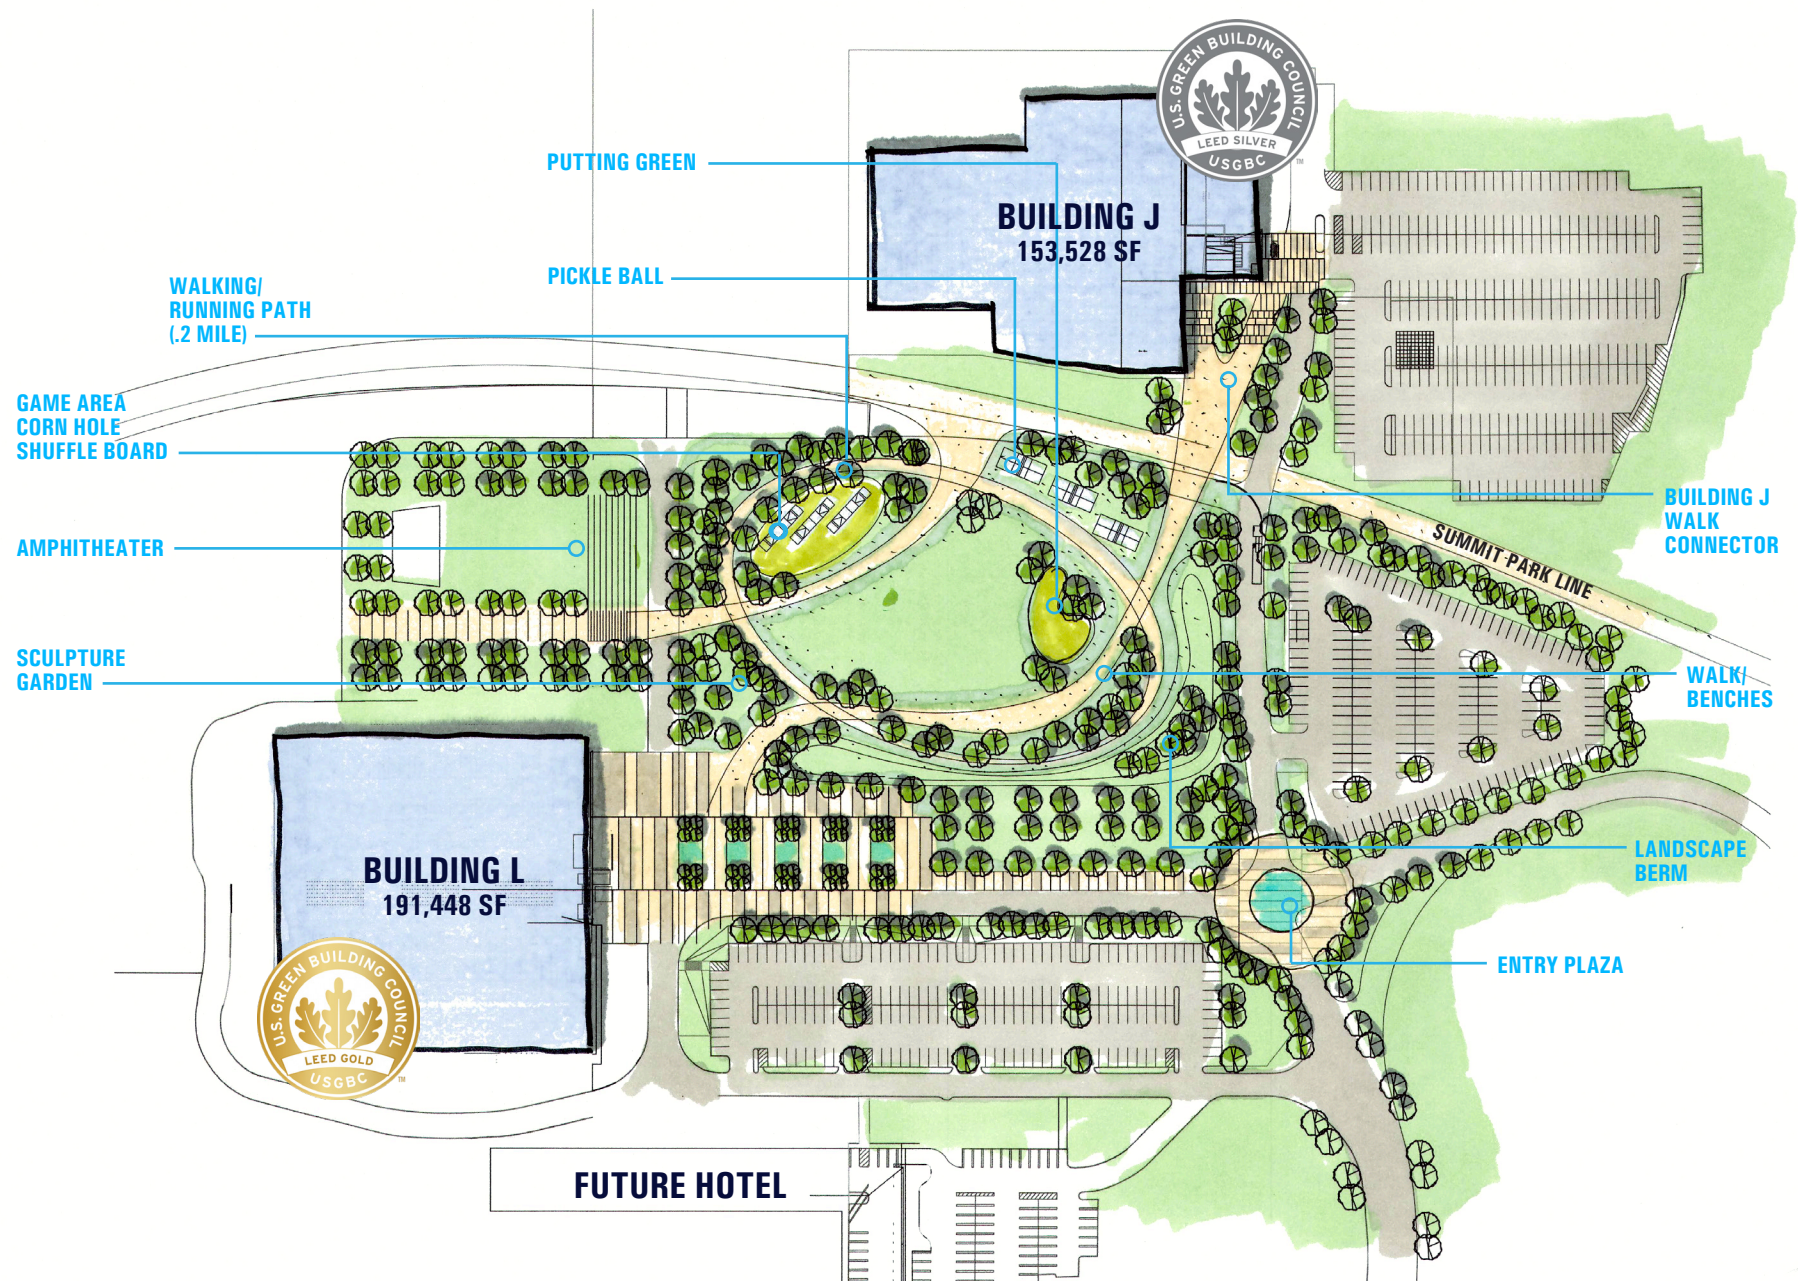 U.S. GREEN BUILDING COUNCIL
LEED SILVER
USGBC
TM
PUTTING GREEN
BUILDING J
153,528 SF
PICKLE BALL
WALKING/
RUNNING PATH
(.2 MILE)
GAME AREA
CORN HOLE
SHUFFLE BOARD
BUILDING J
WALK
CONNECTOR
SUMMIT-PARK LINE
AMPHITHEATER
SCULPTURE
GARDEN
WALK/
BENCHES
BUILDING L
191,448 SF
LANDSCAPE
BERM
ENTRY PLAZA
U.S. GREEN BUILDING COUNCIL
LEED GOLD
USGBC
TM
FUTURE HOTEL